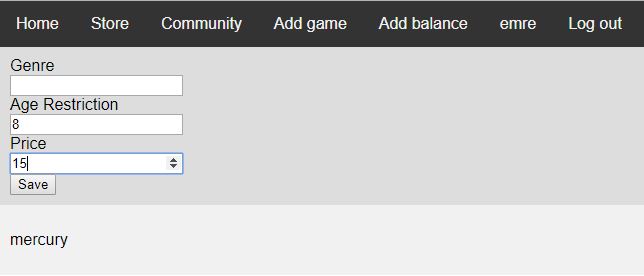 Home Store Community Add game Add balance emre Log out
Genre
Age Restriction
8
Price
15
Save
mercury